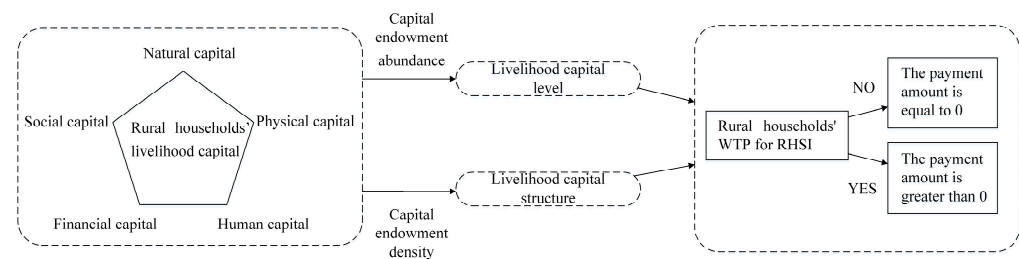 Natural capital
Social capital
Physical capital
Rural households'
livelihood capital
Financial capital
Human capital
Capital
endowment
abundance
Capital
endowment
density
Livelihood capital
level
Livelihood capital
structure
Rural households'
WTP for RHSI
NO
YES
The payment
amount is
equal to 0
The payment
amount is
greater than 0